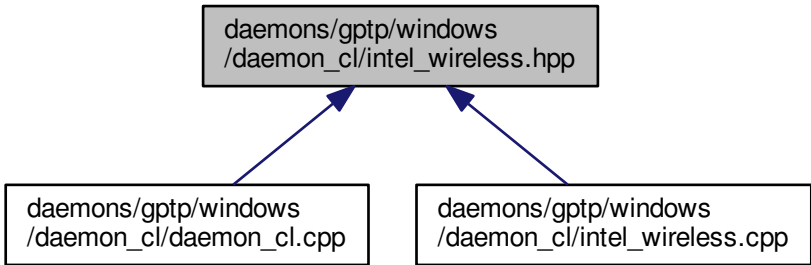 daemons/gptp/windows
/daemon_cl/intel_wireless.hpp
daemons/gptp/windows
/daemon_cl/daemon_cl.cpp
daemons/gptp/windows
/daemon_cl/intel_wireless.cpp